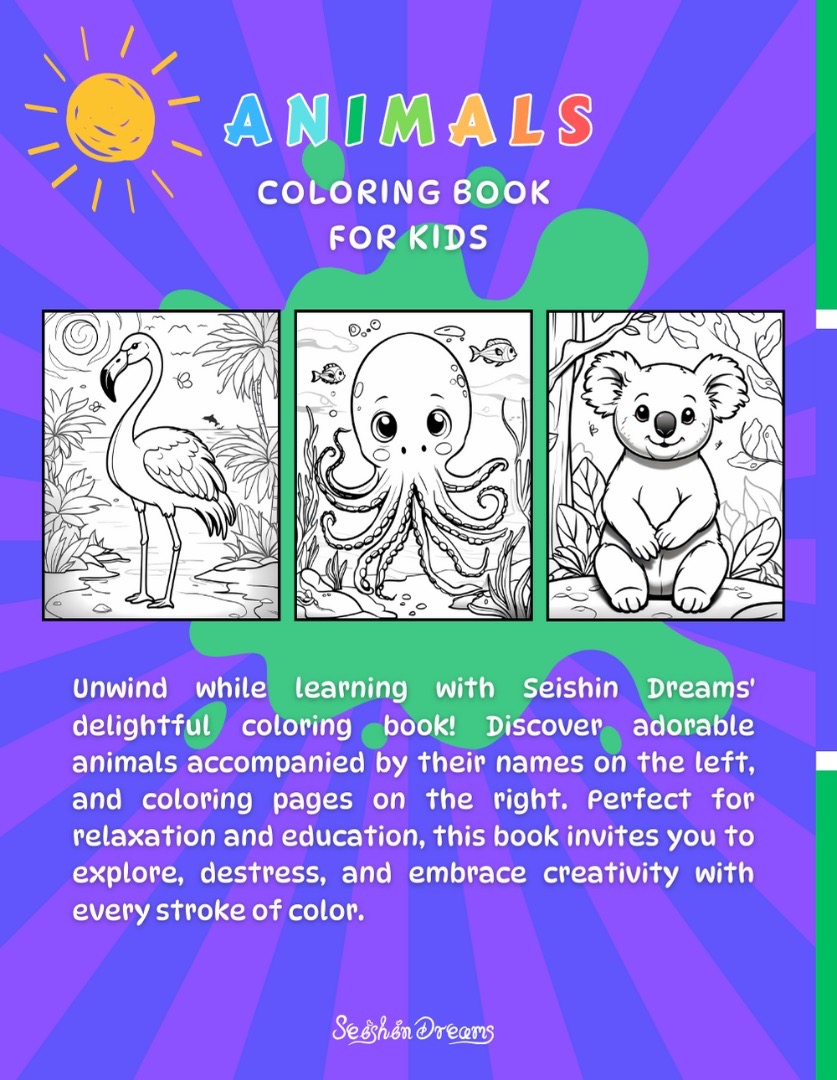 ANIMALS
COLORING BOOK
FOR KIDS
Unwind while learning with Seishin Dreams'
delightful coloring book! Discover adorable
animals accompanied by their names on the left,
and coloring pages on the right. Perfect for
relaxation and education, this book invites you to
explore, destress, and embrace creativity with
every stroke of color.
Seishin Dreams